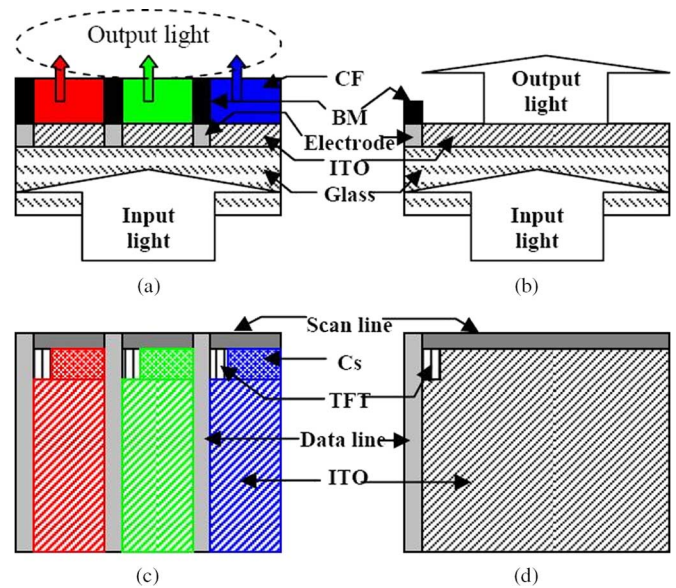 Output light
CF
BM
Electrode
ITO
Glass
Input
light
(a)
Output
light
Input
light
(b)
Scan line
Cs
TFT
Data line
ITO
(c)
(d)